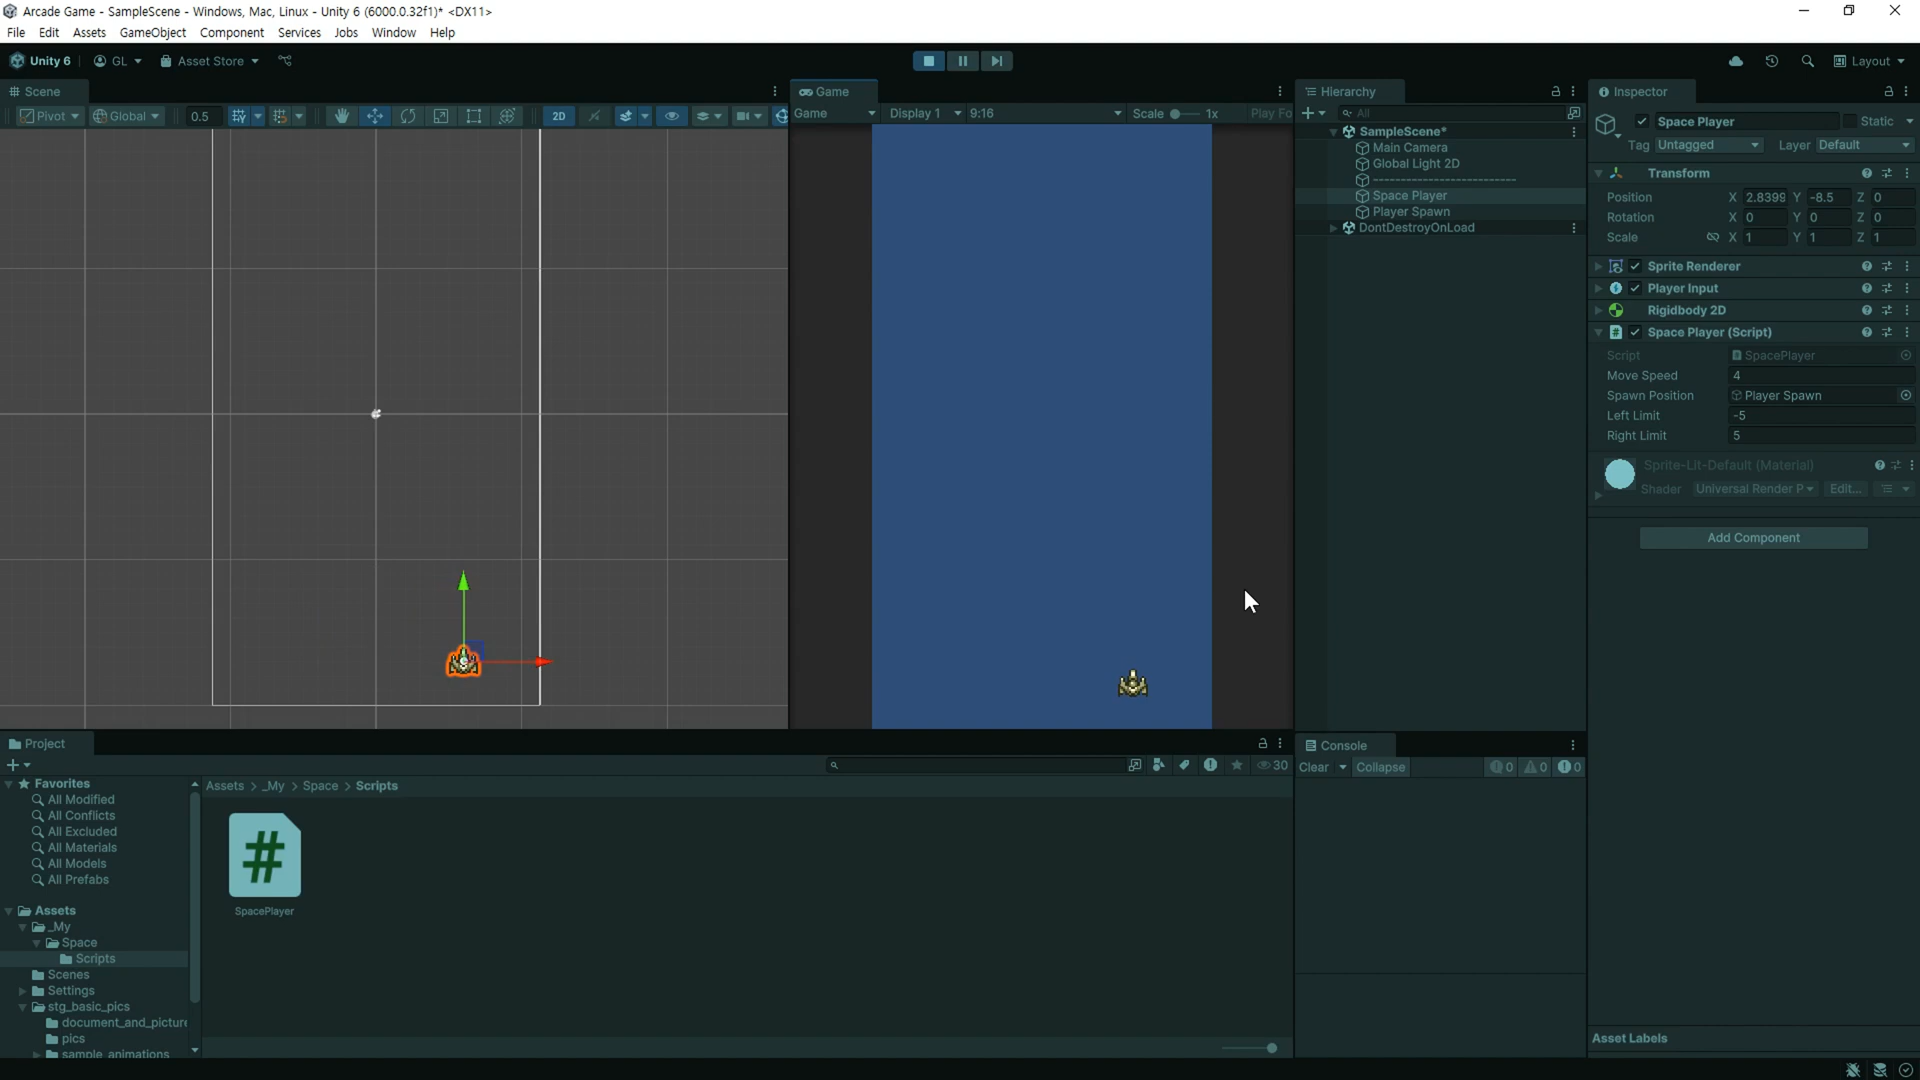 Arcade Game - SampleScene - Windows, Mac, Linux - Unity 6 (6000.0.32f1)* <DX11>
File Edit Assets GameObject Component Services Jobs Window Help
Unity 6 GL Asset Store Layout
Scene
Pivot Global 0.5 2D
Game
Game Display 1 9:16 Scale 1x Play Fo
Hierarchy
All
SampleScene*
Main Camera
Global Light 2D
--------------------------
Space Player
Player Spawn
DontDestroyOnLoad
Inspector
Space Player Static
Tag Untagged Layer Default
Transform
Position X 2.8399 Y -8.5 Z 0
Rotation X 0 Y 0 Z 0
Scale X 1 Y 1 Z 1
Sprite Renderer
Player Input
Rigidbody 2D
# Space Player (Script)
Script SpacePlayer
Move Speed 4
Spawn Position Player Spawn
Left Limit -5
Right Limit 5
Sprite-Lit-Default (Material)
Shader Universal Render P Edit...
Add Component
Asset Labels
Project
30
Favorites
All Modified
All Conflicts
All Excluded
All Materials
All Models
All Prefabs
Assets
_My
Space
Scripts
Scenes
Settings
stg_basic_pics
document_and_picture
pics
sample_animations
Assets > _My > Space > Scripts
#
SpacePlayer
Console
Clear Collapse 0 0 0